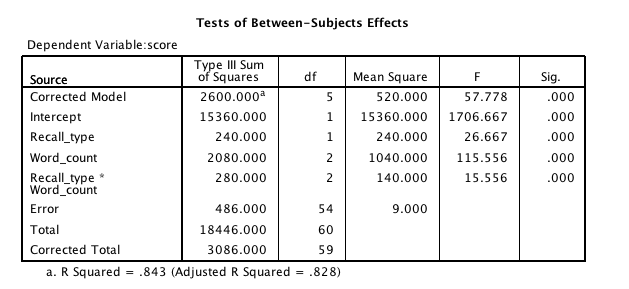 Tests of Between-Subjects Effects
Dependent Variable:score
Source Type III Sum of Squares df Mean Square F Sig.
Corrected Model 2600.000a 5 520.000 57.778 .000
Intercept 15360.000 1 15360.000 1706.667 .000
Recall_type 240.000 1 240.000 26.667 .000
Word_count 2080.000 2 1040.000 115.556 .000
Recall_type * Word_count 280.000 2 140.000 15.556 .000
Error 486.000 54 9.000
Total 18446.000 60
Corrected Total 3086.000 59
a. R Squared = .843 (Adjusted R Squared = .828)